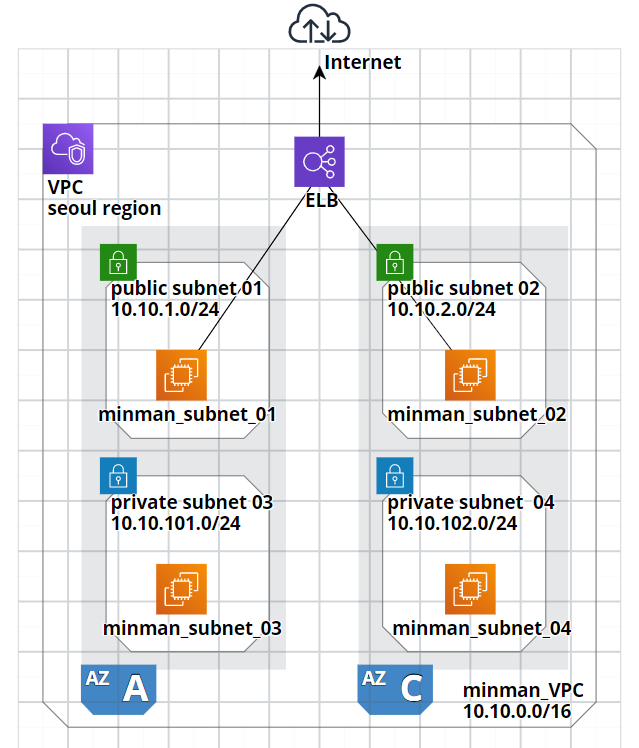 Internet
VPC
seoul region
ELB
public subnet 01
10.10.1.0/24
minman_subnet_01
public subnet 02
10.10.2.0/24
minman_subnet_02
private subnet 03
10.10.101.0/24
minman_subnet_03
private subnet  04
10.10.102.0/24
minman_subnet_04
AZ A
AZ C
minman_VPC
10.10.0.0/16